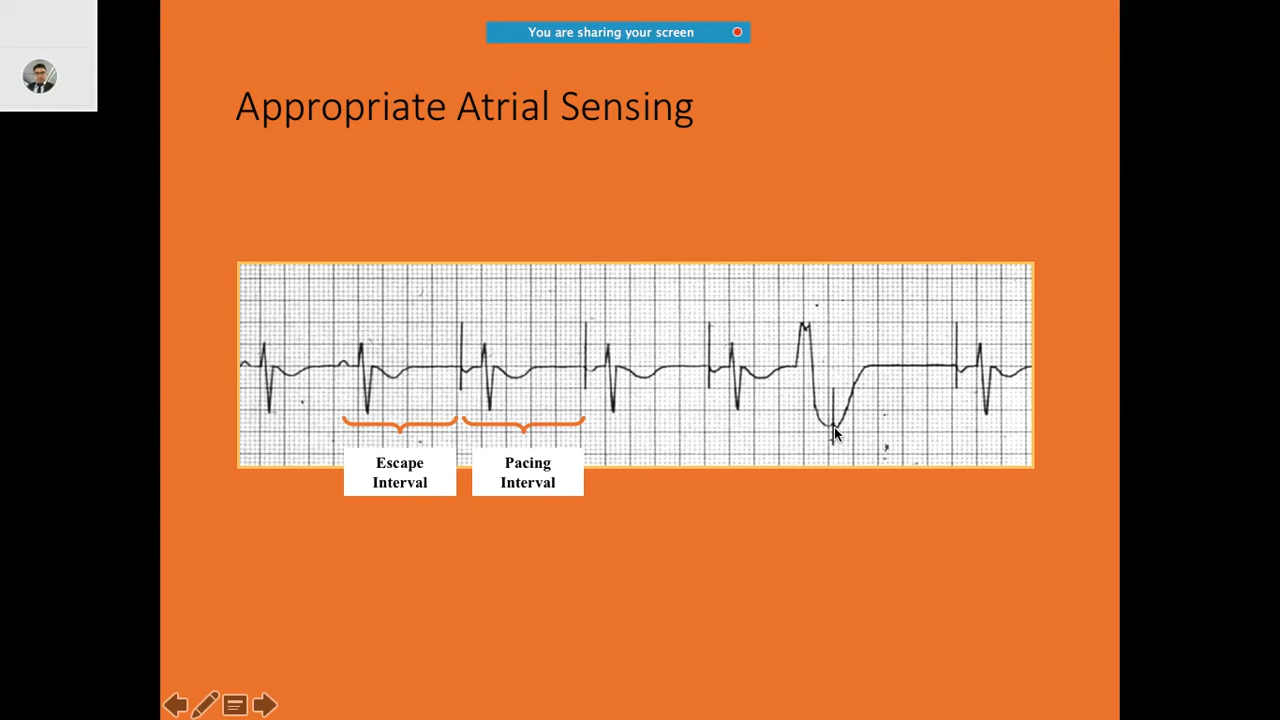 You are sharing your screen
Appropriate Atrial Sensing
Escape
Interval
Pacing
Interval